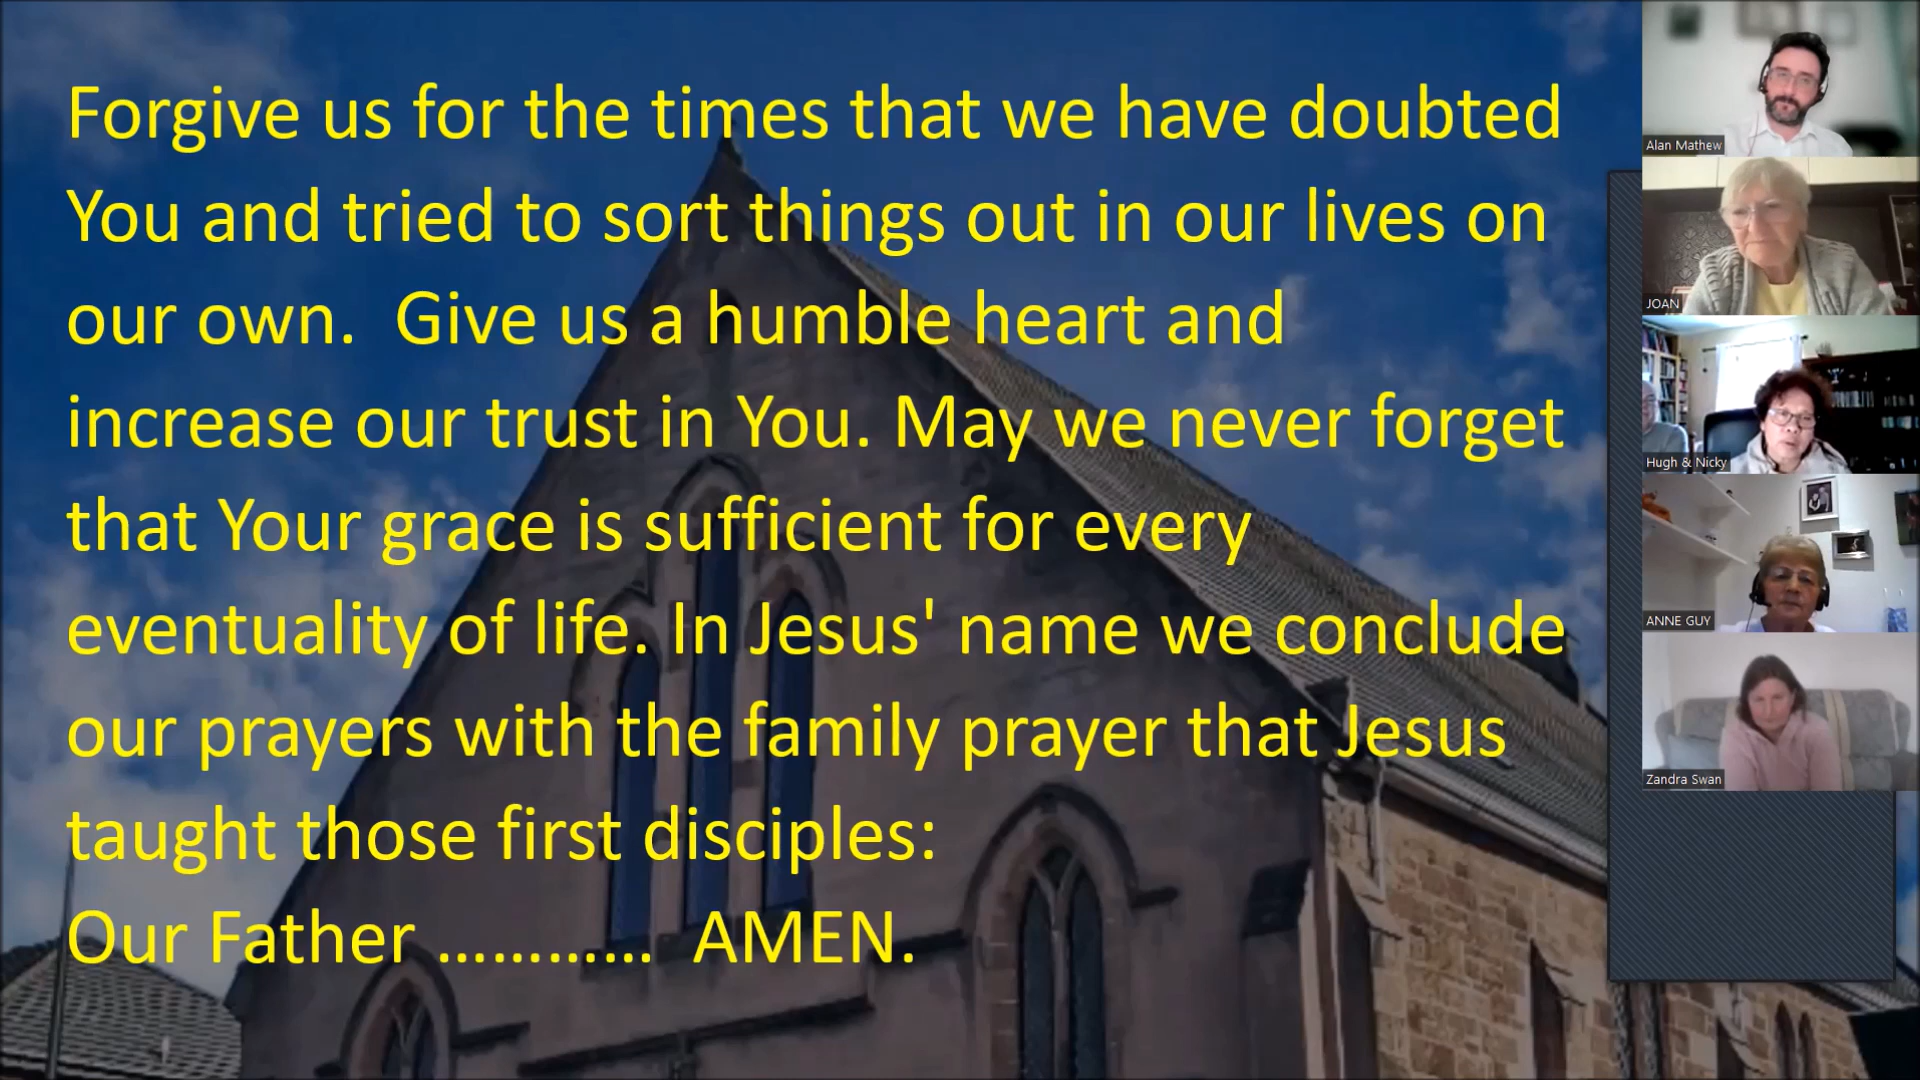 Forgive us for the times that we have doubted
You and tried to sort things out in our lives on
our own.  Give us a humble heart and
increase our trust in You. May we never forget
that Your grace is sufficient for every
eventuality of life. In Jesus' name we conclude
our prayers with the family prayer that Jesus
taught those first disciples:
Our Father ………… AMEN.
Alan Mathew
JOAN
Hugh & Nicky
ANNE GUY
Zandra Swan